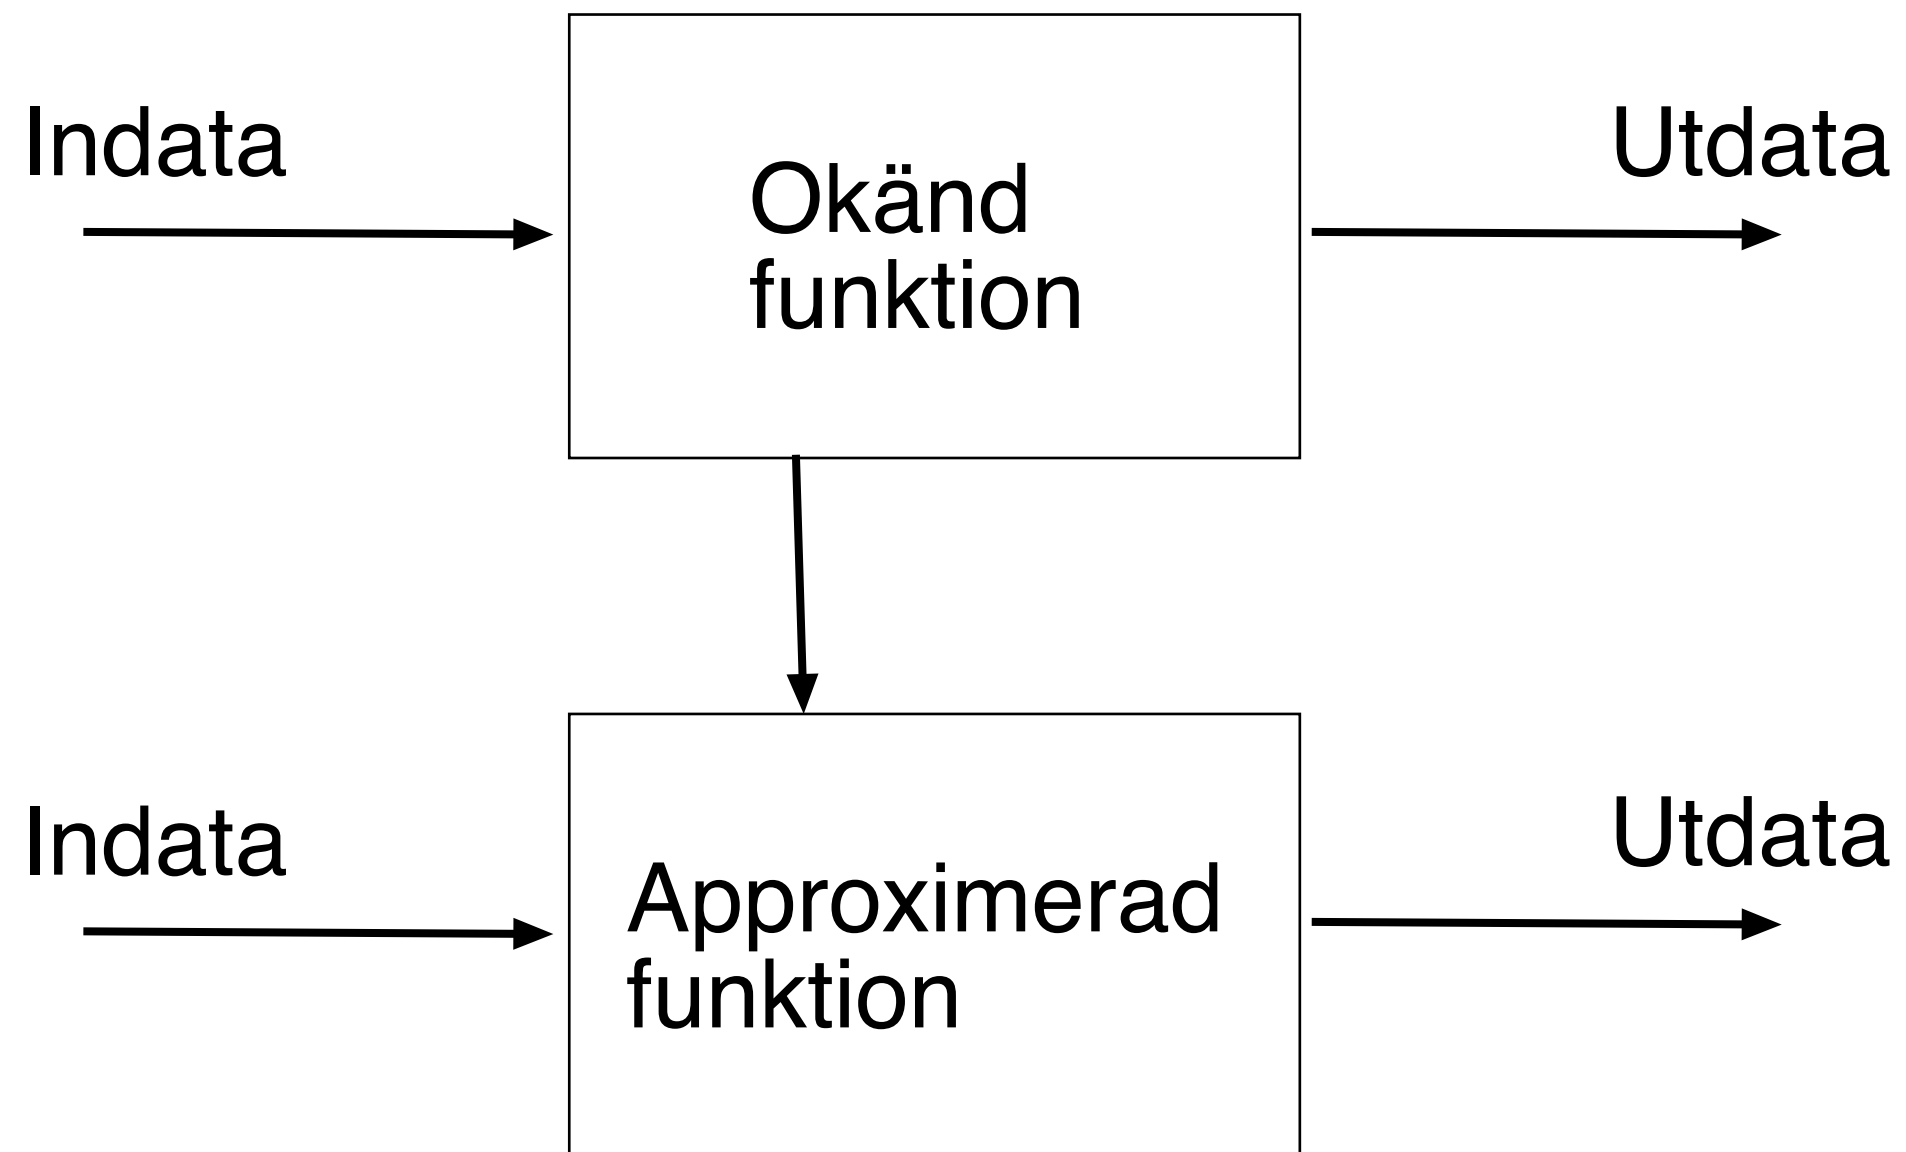 Indata
Okänd
funktion
Utdata
Indata
Approximerad
funktion
Utdata